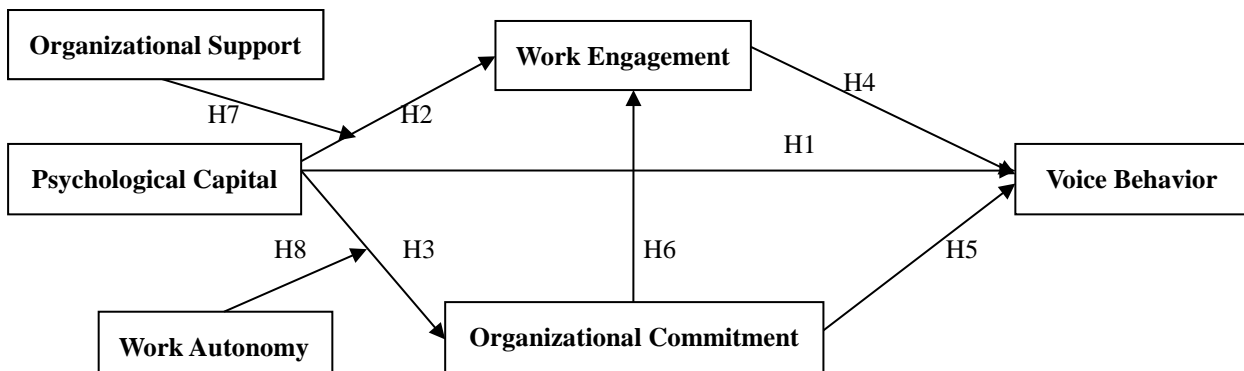 Organizational Support
Work Engagement
H4
H7
H2
H1
Psychological Capital
Voice Behavior
H8
H3
H6
H5
Work Autonomy
Organizational Commitment